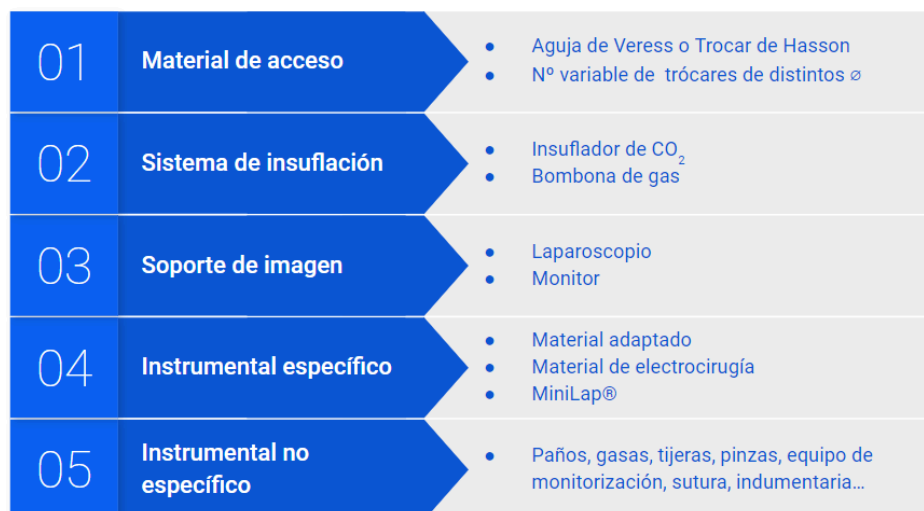 01
Material de acceso
● Aguja de Veress o Trocar de Hasson
● Nº variable de trócares de distintos ⌀
02
Sistema de insuflación
● Insuflador de CO₂
● Bombona de gas
03
Soporte de imagen
● Laparoscopio
● Monitor
04
Instrumental específico
● Material adaptado
● Material de electrocirugía
● MiniLap®
05
Instrumental no
específico
● Paños, gasas, tijeras, pinzas, equipo de
monitorización, sutura, indumentaria…